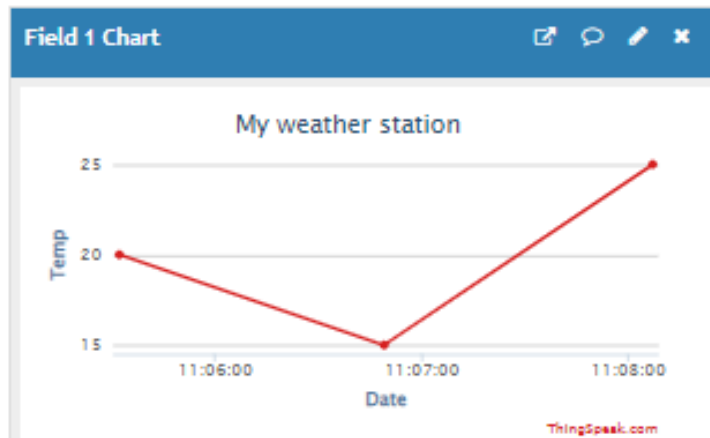 Field 1 Chart
My weather station
25
20
15
Temp
11:06:00 11:07:00 11:08:00
Date
ThingSpeak.com